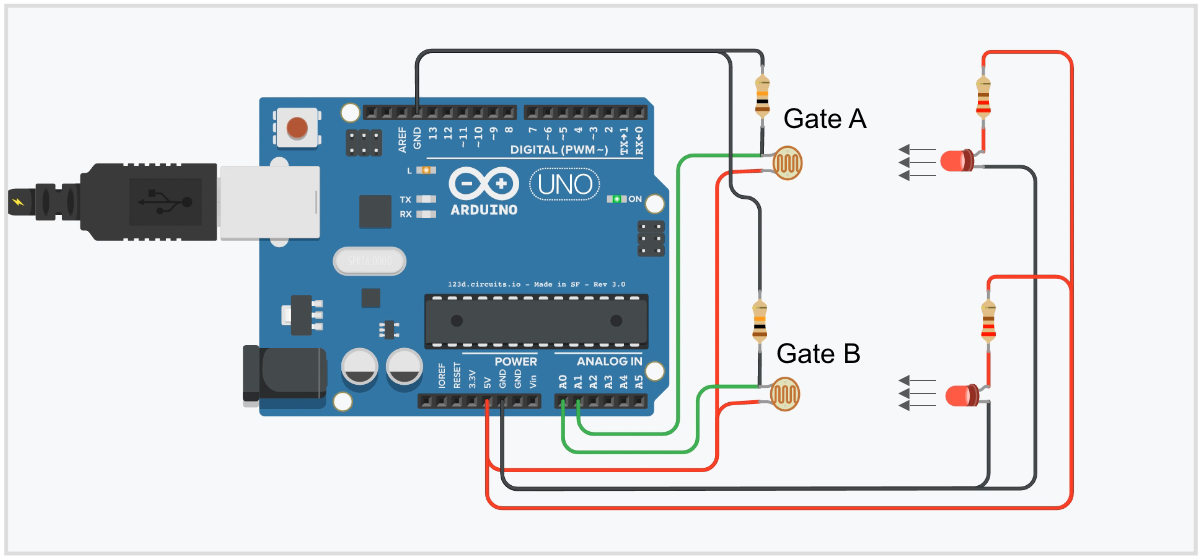 Gate A
AREF
GND
13
12
~11
~10
~9
8
7
~6
~5
4
~3
2
TX→1
RX←0
DIGITAL (PWM~)
L
TX
RX
UNO
ARDUINO
ON
123d.circuits.io - Made in SF - Rev 3.0
Gate B
POWER
ANALOG IN
IOREF
RESET
3.3V
5V
GND
GND
Vin
A0
A1
A2
A3
A4
A5